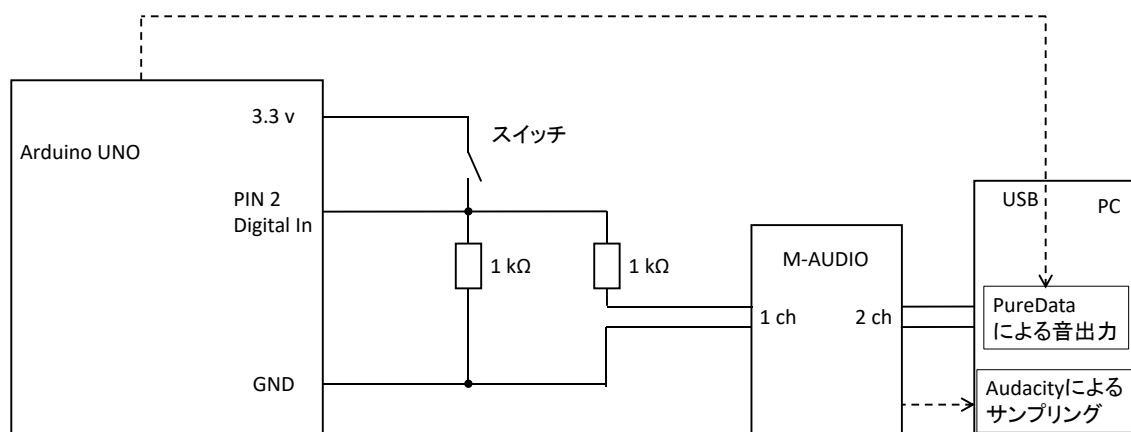 Arduino UNO
3.3 v
スイッチ
PIN 2
Digital In
1 kΩ
1 kΩ
GND
M-AUDIO
1 ch
2 ch
USB
PC
PureData
による音出力
Audacityによる
サンプリング